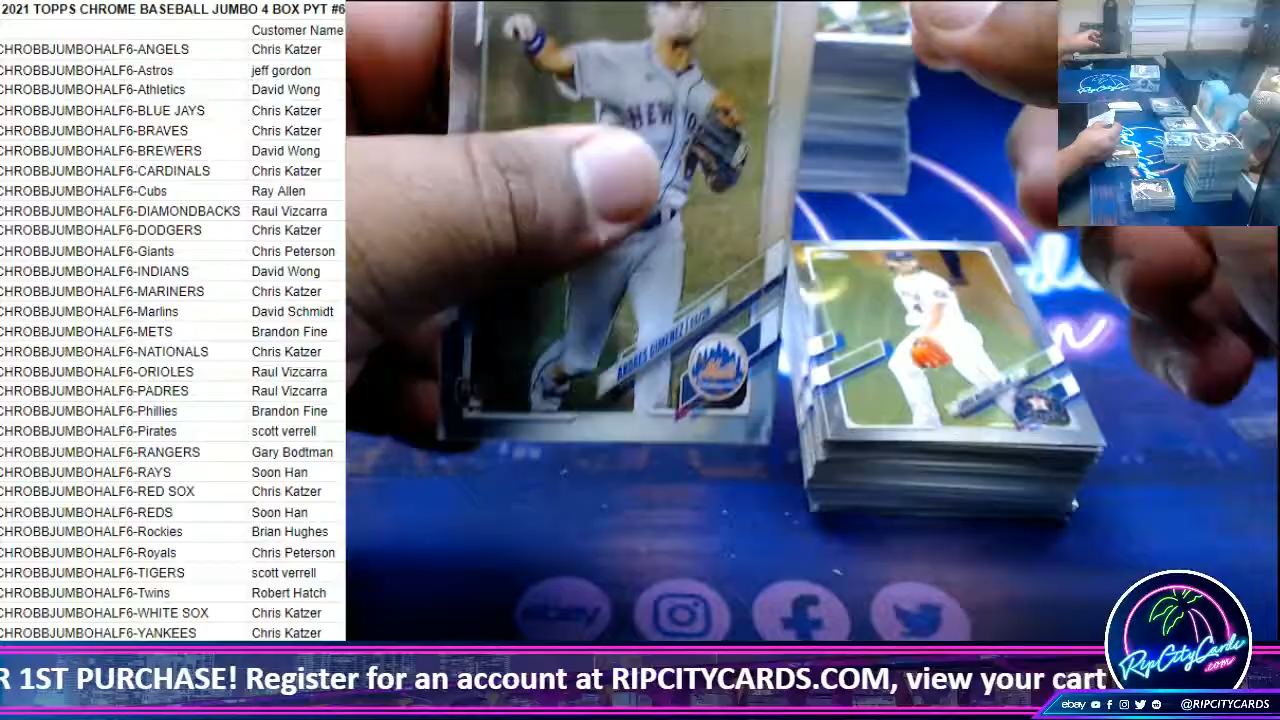 2021 TOPPS CHROME BASEBALL JUMBO 4 BOX PYT #6
Customer Name
CHROBBJUMBOHALF6-ANGELS Chris Katzer
CHROBBJUMBOHALF6-Astros jeff gordon
CHROBBJUMBOHALF6-Athletics David Wong
CHROBBJUMBOHALF6-BLUE JAYS Chris Katzer
CHROBBJUMBOHALF6-BRAVES Chris Katzer
CHROBBJUMBOHALF6-BREWERS David Wong
CHROBBJUMBOHALF6-CARDINALS Chris Katzer
CHROBBJUMBOHALF6-Cubs Ray Allen
CHROBBJUMBOHALF6-DIAMONDBACKS Raul Vizcarra
CHROBBJUMBOHALF6-DODGERS Chris Katzer
CHROBBJUMBOHALF6-Giants Chris Peterson
CHROBBJUMBOHALF6-INDIANS David Wong
CHROBBJUMBOHALF6-MARINERS Chris Katzer
CHROBBJUMBOHALF6-Marlins David Schmidt
CHROBBJUMBOHALF6-METS Brandon Fine
CHROBBJUMBOHALF6-NATIONALS Chris Katzer
CHROBBJUMBOHALF6-ORIOLES Raul Vizcarra
CHROBBJUMBOHALF6-PADRES Raul Vizcarra
CHROBBJUMBOHALF6-Phillies Brandon Fine
CHROBBJUMBOHALF6-Pirates scott verrell
CHROBBJUMBOHALF6-RANGERS Gary Bodtman
CHROBBJUMBOHALF6-RAYS Soon Han
CHROBBJUMBOHALF6-RED SOX Chris Katzer
CHROBBJUMBOHALF6-REDS Soon Han
CHROBBJUMBOHALF6-Rockies Brian Hughes
CHROBBJUMBOHALF6-Royals Chris Peterson
CHROBBJUMBOHALF6-TIGERS scott verrell
CHROBBJUMBOHALF6-Twins Robert Hatch
CHROBBJUMBOHALF6-WHITE SOX Chris Katzer
CHROBBJUMBOHALF6-YANKEES Chris Katzer
NEW
ANDRES GIMENEZ
Mets
ebay
RipCityCards
.com
R 1ST PURCHASE! Register for an account at RIPCITYCARDS.COM, view your cart
ebay @RIPCITYCARDS